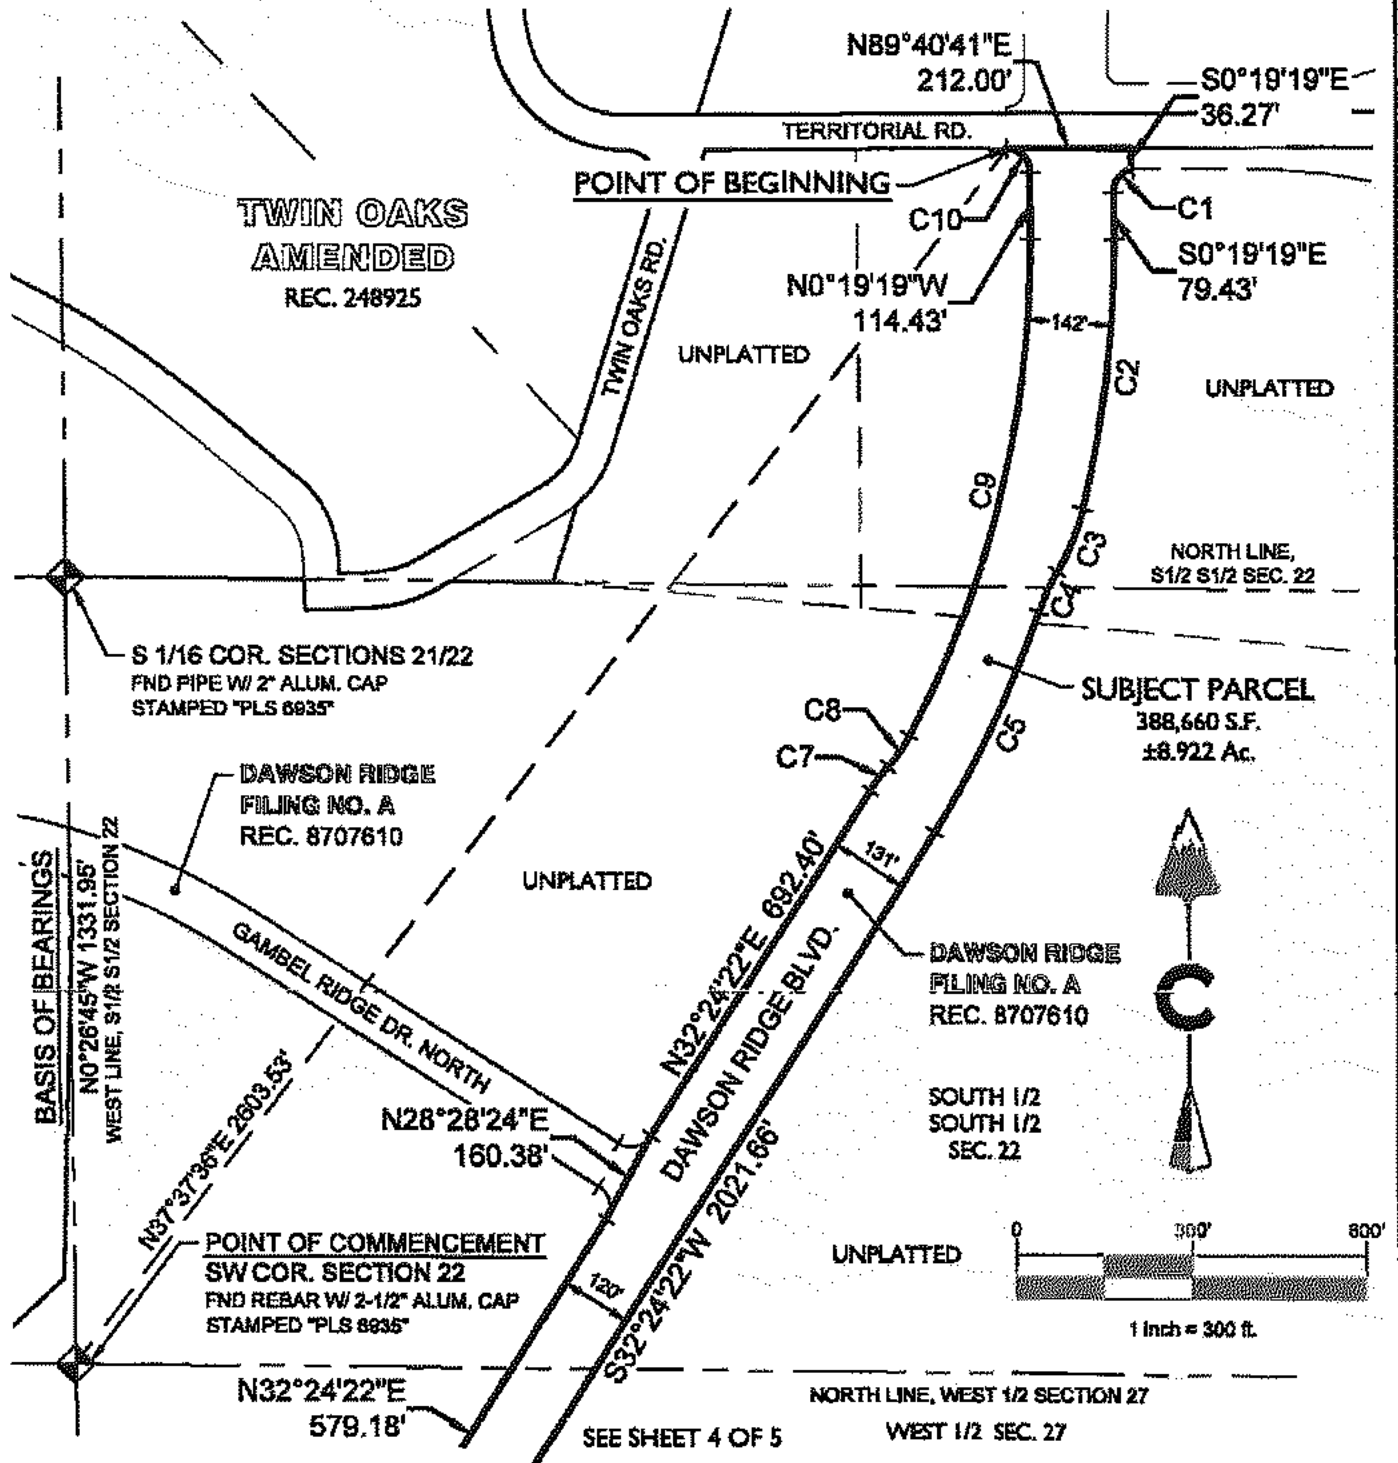 N89°40'41"E
212.00'
S0°19'19"E
36.27'
TERRITORIAL RD.
POINT OF BEGINNING
C10
C1
TWIN OAKS
AMENDED
REC. 248925
S0°19'19"E
79.43'
N0°19'19"W
114.43'
142'
TWIN OAKS RD.
UNPLATTED
C2
UNPLATTED
C9
C3
NORTH LINE,
S1/2 S1/2 SEC. 22
C4
S 1/16 COR. SECTIONS 21/22
FND PIPE W/ 2" ALUM. CAP
STAMPED "PLS 6935"
SUBJECT PARCEL
388,660 S.F.
±8.922 Ac.
C8
C7
C5
DAWSON RIDGE
FILING NO. A
REC. 8707610
BASIS OF BEARINGS
N0°26'45"W 1331.95'
WEST LINE, S1/2 S1/2 SECTION 22
131'
UNPLATTED
N32°24'22"E 692.40'
GAMBEL RIDGE DR. NORTH
DAWSON RIDGE BLVD.
DAWSON RIDGE
FILING NO. A
REC. 8707610
C
N37°37'36"E 2603.53'
N28°28'24"E
160.38'
SOUTH 1/2
SOUTH 1/2
SEC. 22
S32°24'22"W 2021.66'
POINT OF COMMENCEMENT
SW COR. SECTION 22
FND REBAR W/ 2-1/2" ALUM. CAP
STAMPED "PLS 6935"
120'
UNPLATTED
0 300' 600'
1 inch = 300 ft.
N32°24'22"E
579.18'
NORTH LINE, WEST 1/2 SECTION 27
WEST 1/2 SEC. 27
SEE SHEET 4 OF 5